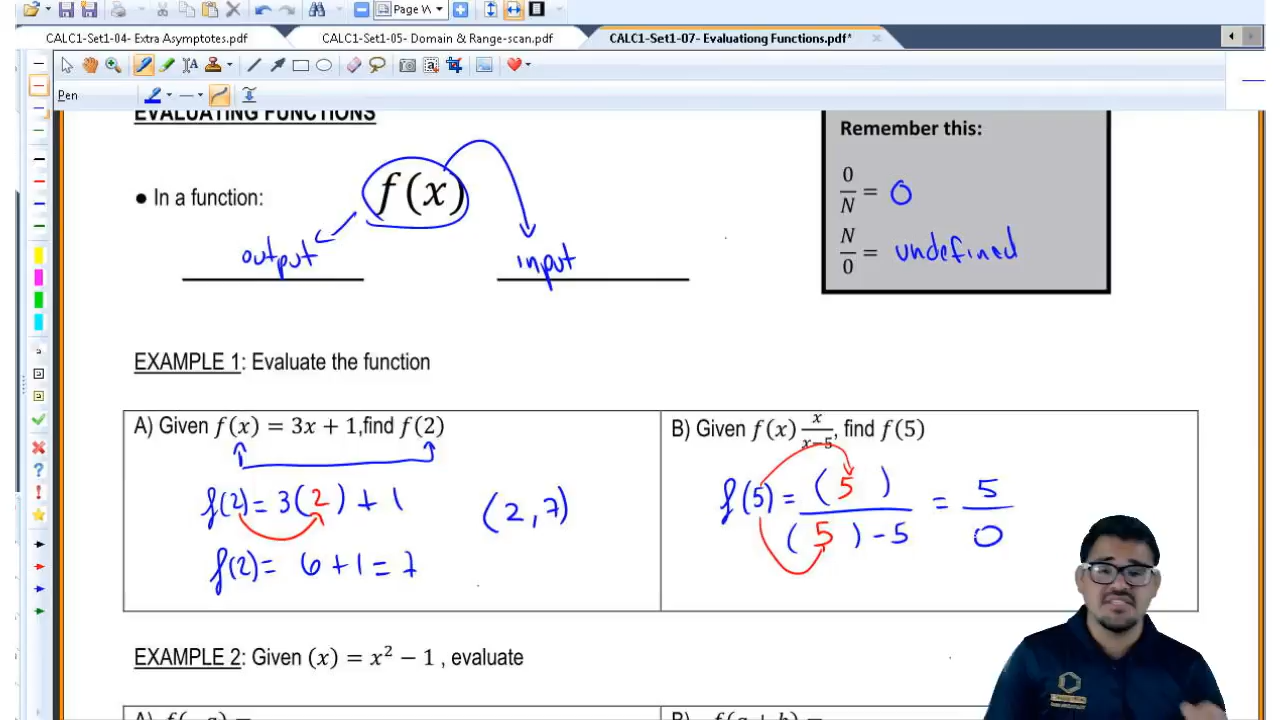 Page W
CALC1-Set1-04- Extra Asymptotes.pdf
CALC1-Set1-05- Domain & Range-scan.pdf
CALC1-Set1-07- Evaluationg Functions.pdf*
Pen
EVALUATING FUNCTIONS
● In a function:
f(x)
output
input
Remember this:
0/N = 0
N/0 = undefined
EXAMPLE 1: Evaluate the function
A) Given f(x) = 3x + 1,find f(2)
f(2) = 3(2) + 1
(2,7)
f(2) = 6 + 1 = 7
B) Given f(x) x/x−5, find f(5)
f(5) = (5)/(5) - 5 = 5/0
EXAMPLE 2: Given (x) = x² − 1 , evaluate
A) f(−a) =
B) f(a + h) =